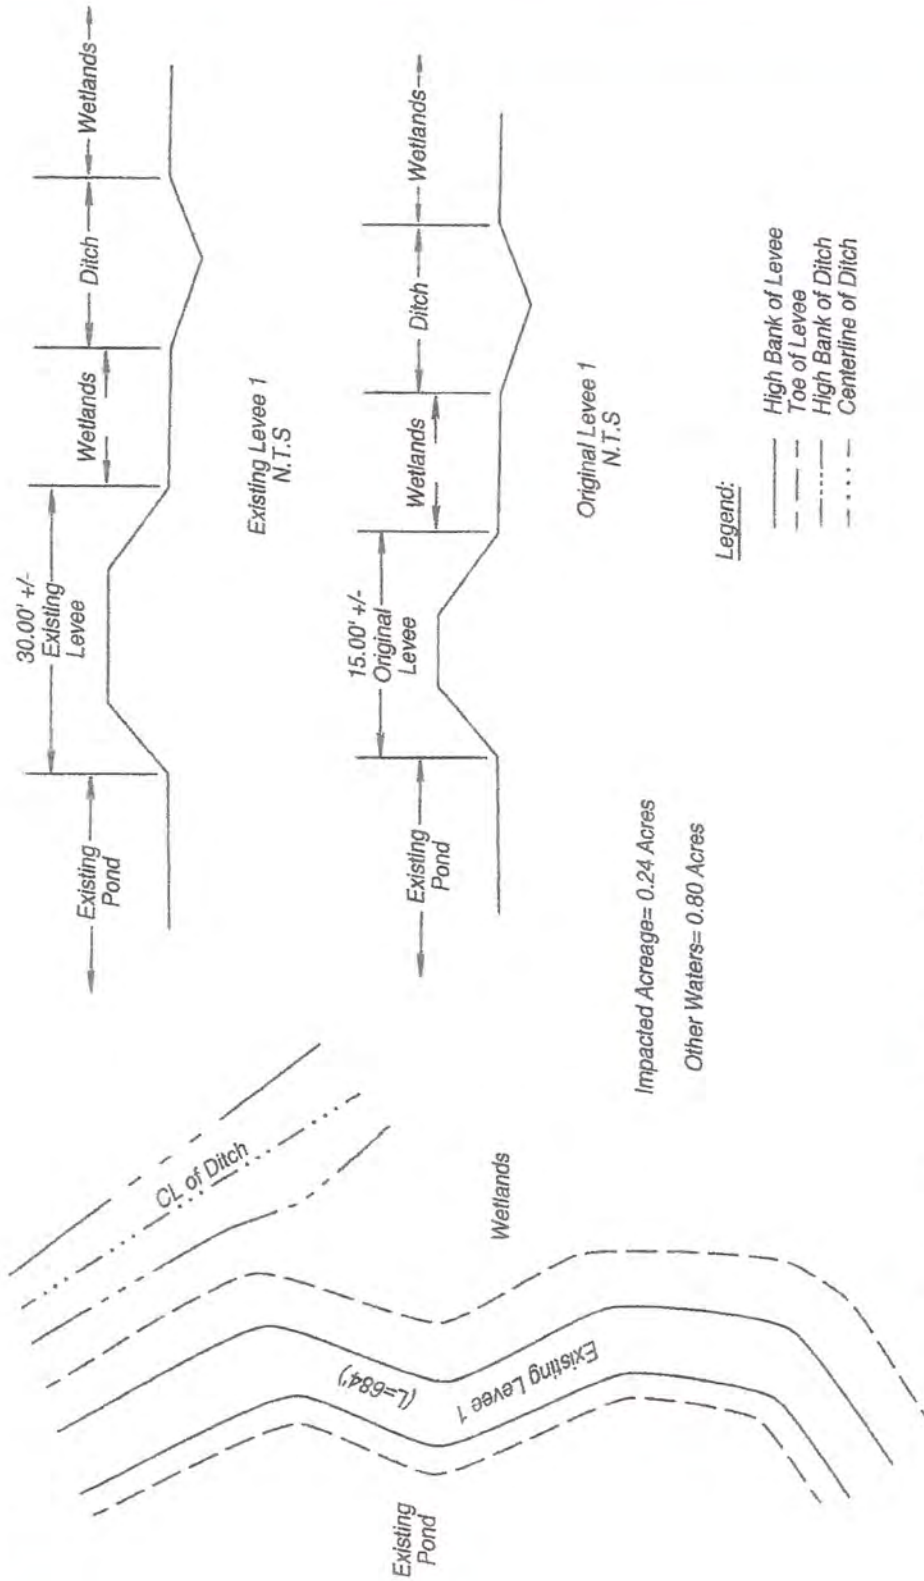 30.00' +/-
Existing
Levee
Existing
Pond
Wetlands
Ditch
Wetlands
Existing Levee 1
N.T.S
15.00' +/-
Original
Levee
Existing
Pond
Wetlands
Ditch
Wetlands
Original Levee 1
N.T.S
CL of Ditch
Wetlands
Existing Levee 1
(L=684')
Existing
Pond
Impacted Acreage= 0.24 Acres
Other Waters= 0.80 Acres
Legend:
High Bank of Levee
Toe of Levee
High Bank of Ditch
Centerline of Ditch